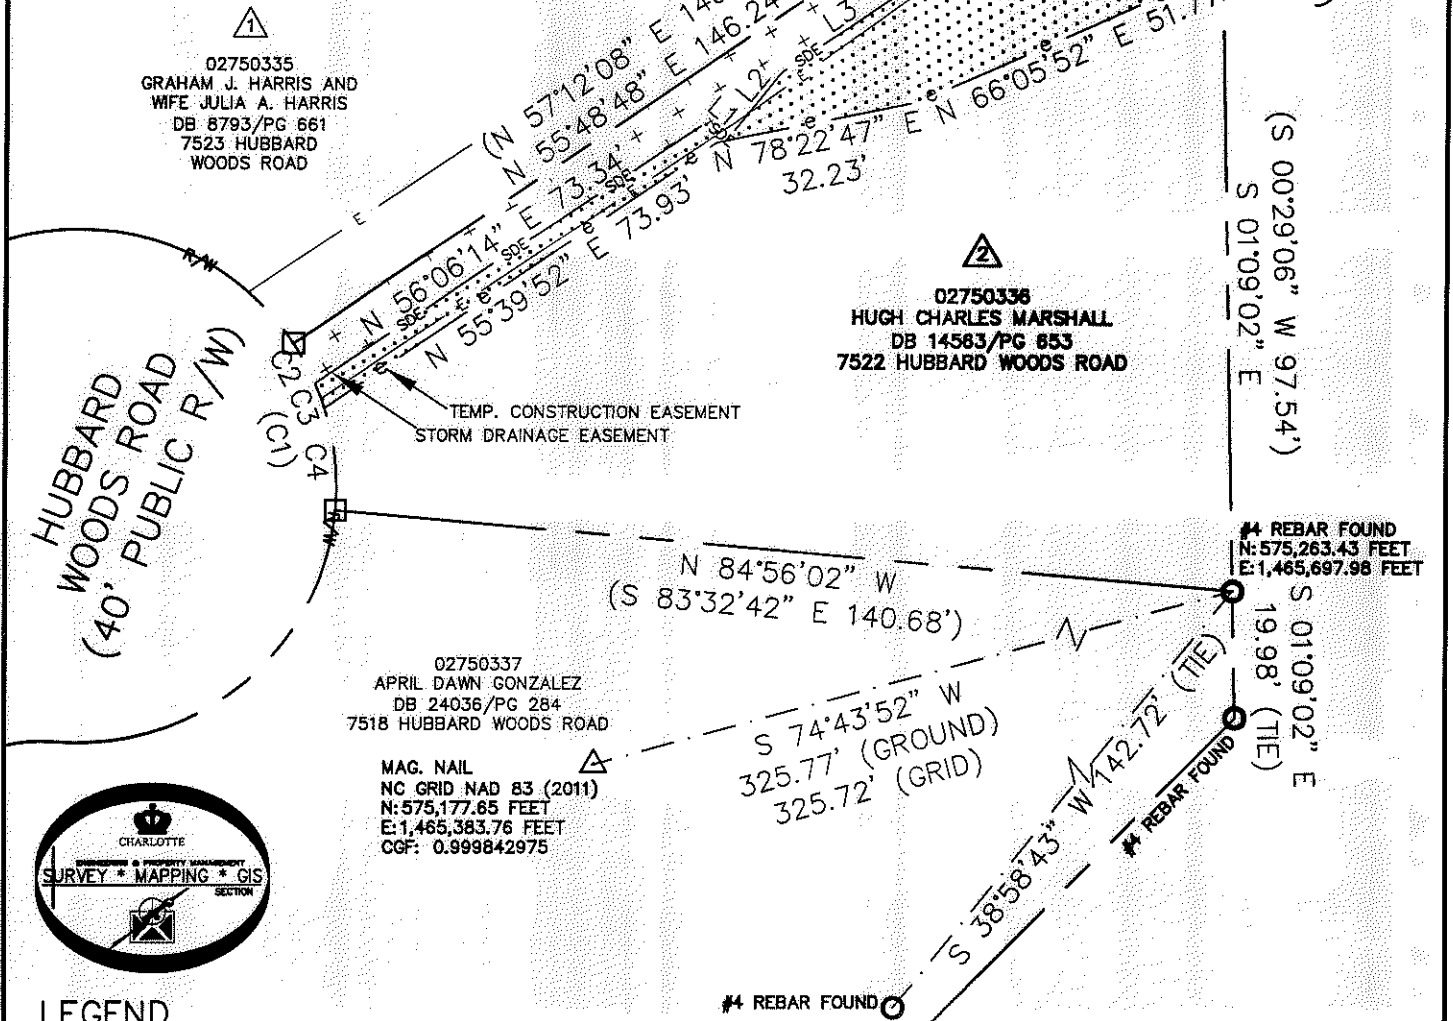 1
02750335
GRAHAM J. HARRIS AND
WIFE JULIA A. HARRIS
DB 8793/PG 661
7523 HUBBARD
WOODS ROAD
(N 57°12'08" E
N 55°48'48" E 146.24
N 56°06'14" E 73.34'
N 55°39'52" E 73.93'
N 78°22'47" E
32.23'
N 66°05'52" E 51.7
L1
L2
L3
SDE
SDE
SDE
SDE
SDE
E
E
R/W
R/W
(S 00°29'06" W 97.54')
S 01°09'02" E
2
02750336
HUGH CHARLES MARSHALL
DB 14563/PG 653
7522 HUBBARD WOODS ROAD
HUBBARD
WOODS ROAD
(40' PUBLIC R/W)
C2
C3
C4
(C1)
TEMP. CONSTRUCTION EASEMENT
STORM DRAINAGE EASEMENT
#4 REBAR FOUND
N:575,263.43 FEET
E:1,465,697.98 FEET
N 84°56'02" W
(S 83°32'42" E 140.68')
S 01°09'02" E
19.98' (TIE)
02750337
APRIL DAWN GONZALEZ
DB 24036/PG 284
7518 HUBBARD WOODS ROAD
S 74°43'52" W
325.77' (GROUND)
325.72' (GRID)
S 38°58'43" W 142.72' (TIE)
#4 REBAR FOUND
MAG. NAIL
NC GRID NAD 83 (2011)
N:575,177.65 FEET
E:1,465,383.76 FEET
CGF: 0.999842975
CHARLOTTE
ENGINEERING & PROPERTY MANAGEMENT
SURVEY * MAPPING * GIS
SECTION
#4 REBAR FOUND
LEGEND